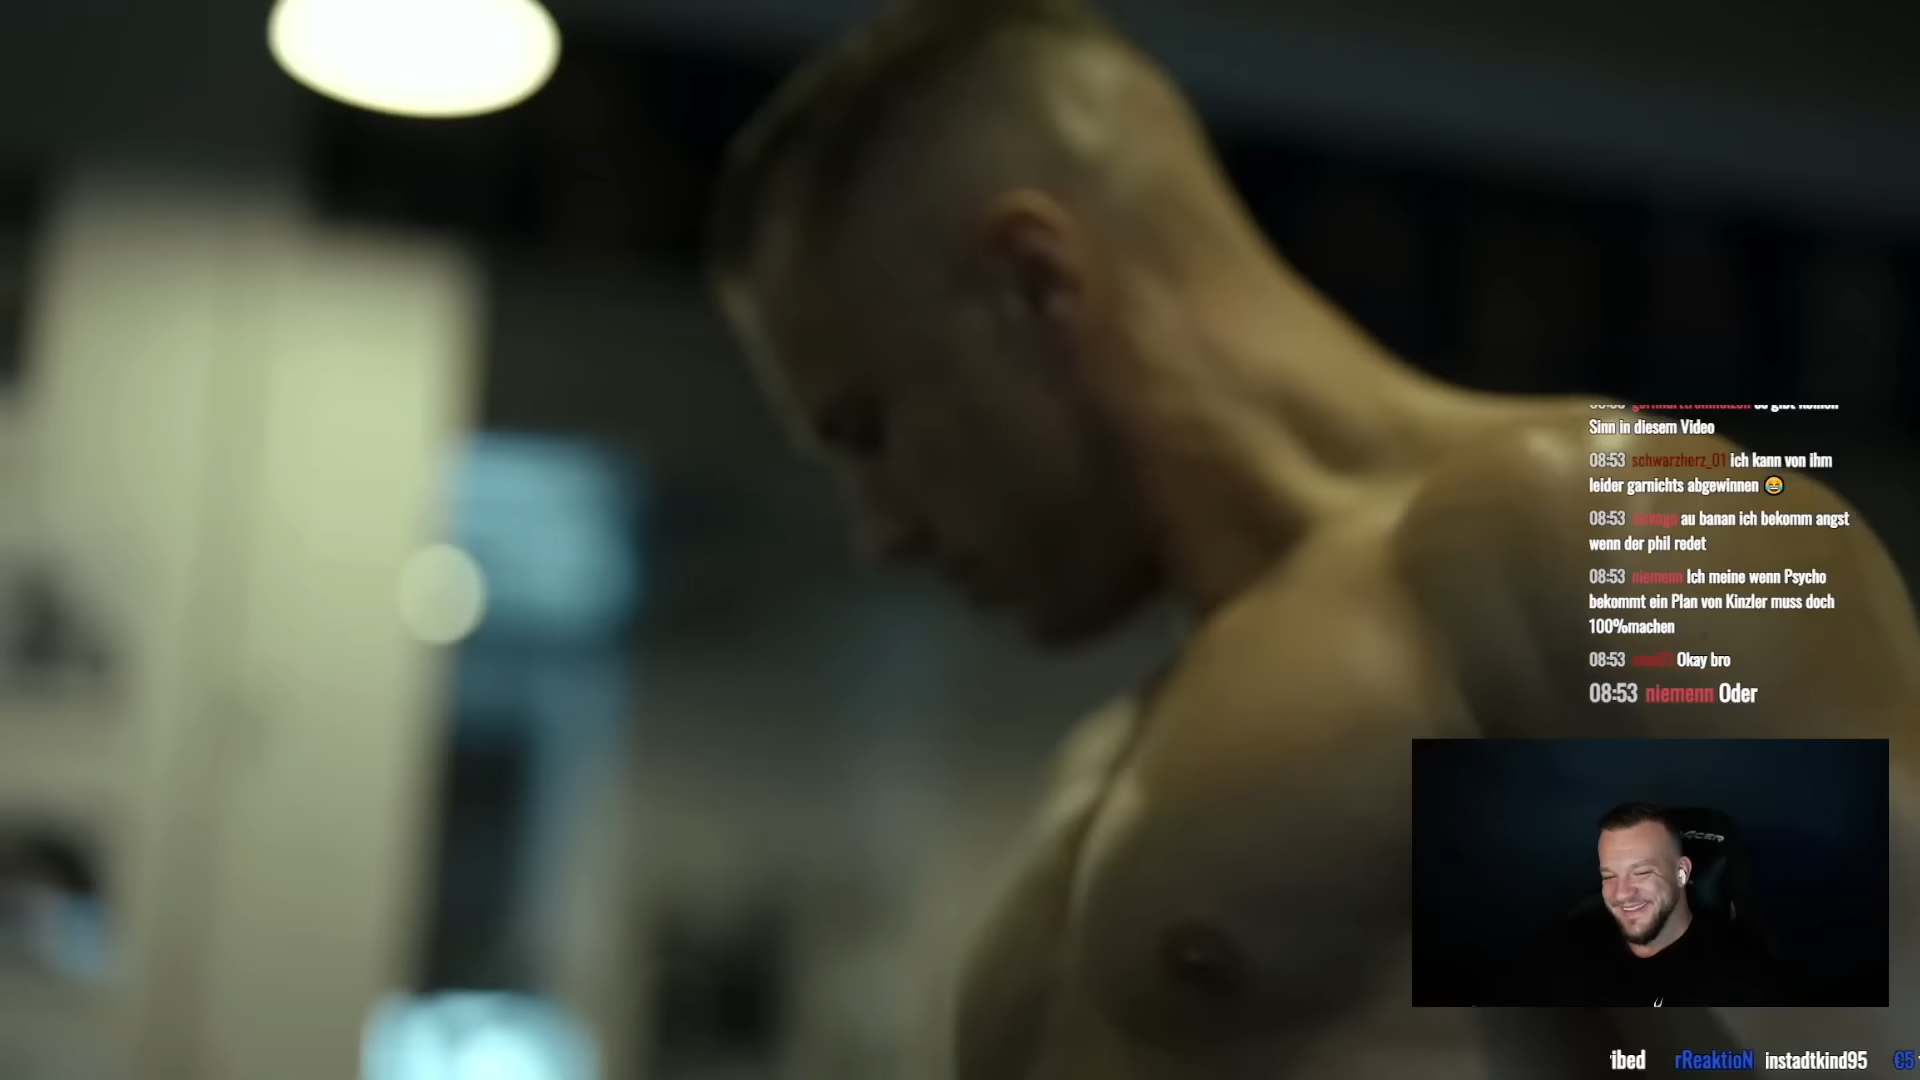 Sinn in diesem Video
08:53 schwarzherz_01 ich kann von ihm
leider garnichts abgewinnen 😂
08:53 au banan ich bekomm angst
wenn der phil redet
08:53 niemenn Ich meine wenn Psycho
bekommt ein Plan von Kinzler muss doch
100%machen
08:53 Okay bro
08:53 niemenn Oder
ACER
ibed rReaktioN instadtkind95